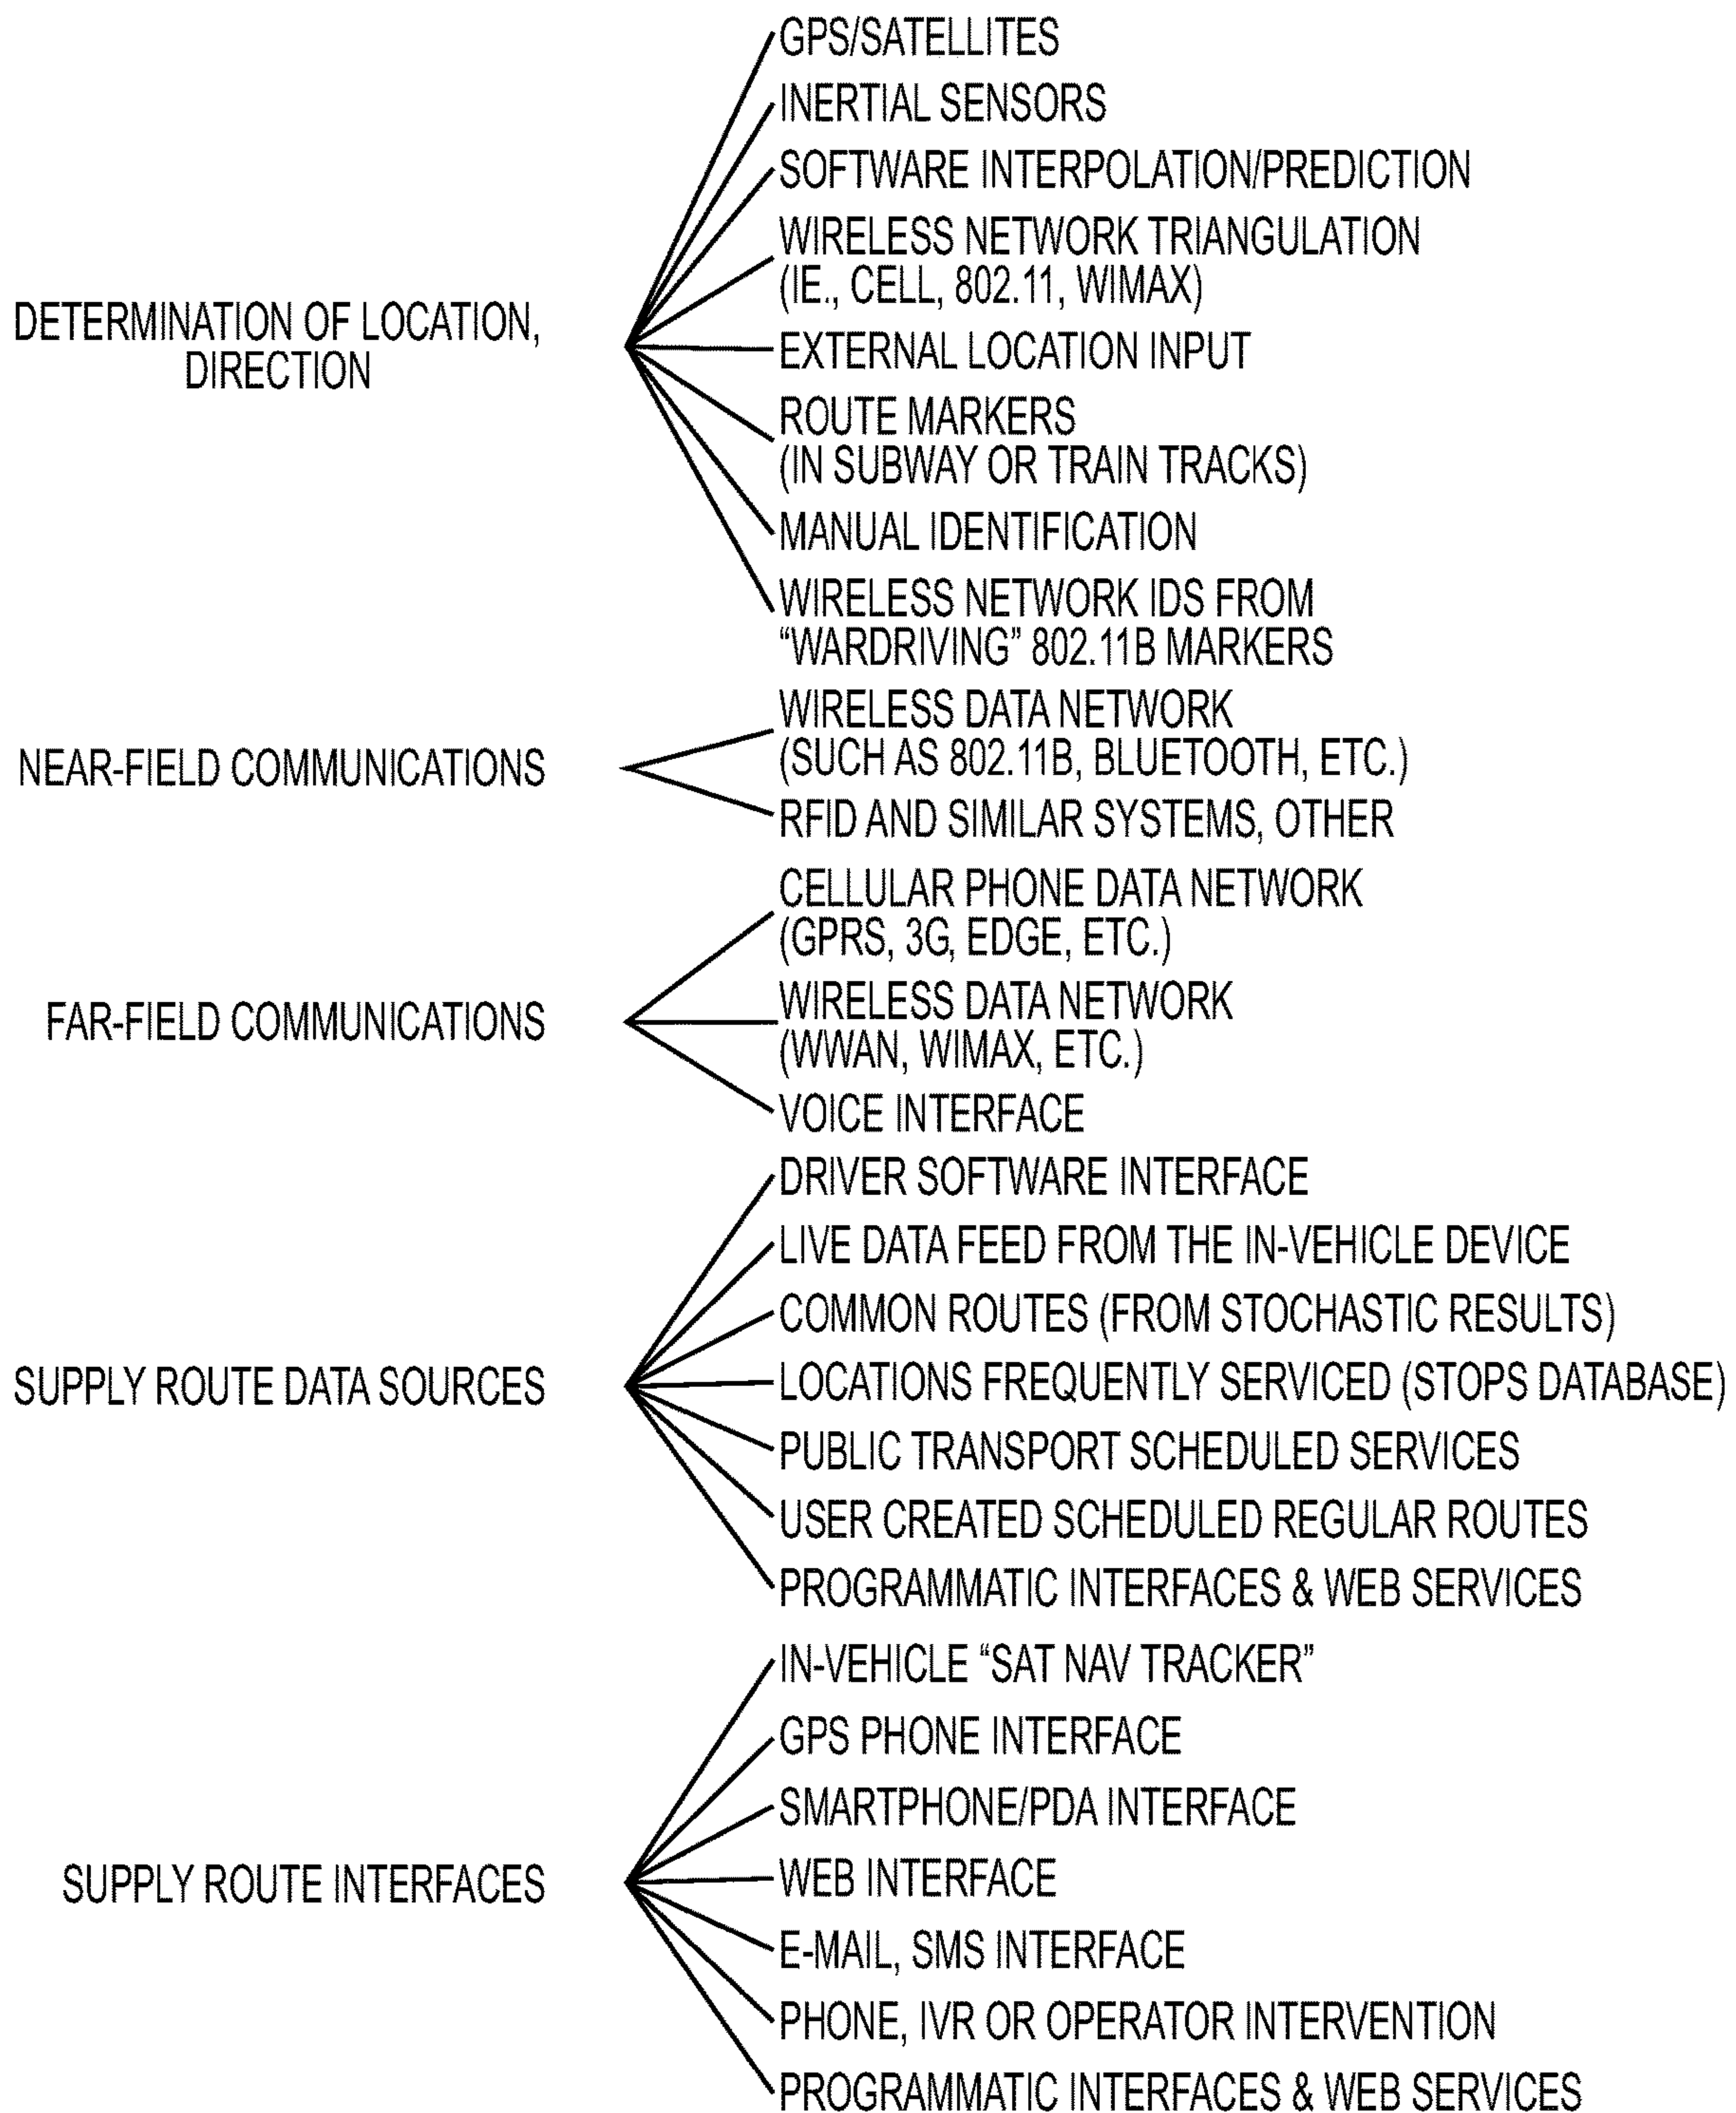 GPS/SATELLITES
INERTIAL SENSORS
SOFTWARE INTERPOLATION/PREDICTION
WIRELESS NETWORK TRIANGULATION
(IE., CELL, 802.11, WIMAX)
DETERMINATION OF LOCATION,
DIRECTION
EXTERNAL LOCATION INPUT
ROUTE MARKERS
(IN SUBWAY OR TRAIN TRACKS)
MANUAL IDENTIFICATION
WIRELESS NETWORK IDS FROM
“WARDRIVING” 802.11B MARKERS
NEAR-FIELD COMMUNICATIONS
WIRELESS DATA NETWORK
(SUCH AS 802.11B, BLUETOOTH, ETC.)
RFID AND SIMILAR SYSTEMS, OTHER
FAR-FIELD COMMUNICATIONS
CELLULAR PHONE DATA NETWORK
(GPRS, 3G, EDGE, ETC.)
WIRELESS DATA NETWORK
(WWAN, WIMAX, ETC.)
VOICE INTERFACE
SUPPLY ROUTE DATA SOURCES
DRIVER SOFTWARE INTERFACE
LIVE DATA FEED FROM THE IN-VEHICLE DEVICE
COMMON ROUTES (FROM STOCHASTIC RESULTS)
LOCATIONS FREQUENTLY SERVICED (STOPS DATABASE)
PUBLIC TRANSPORT SCHEDULED SERVICES
USER CREATED SCHEDULED REGULAR ROUTES
PROGRAMMATIC INTERFACES & WEB SERVICES
SUPPLY ROUTE INTERFACES
IN-VEHICLE “SAT NAV TRACKER”
GPS PHONE INTERFACE
SMARTPHONE/PDA INTERFACE
WEB INTERFACE
E-MAIL, SMS INTERFACE
PHONE, IVR OR OPERATOR INTERVENTION
PROGRAMMATIC INTERFACES & WEB SERVICES